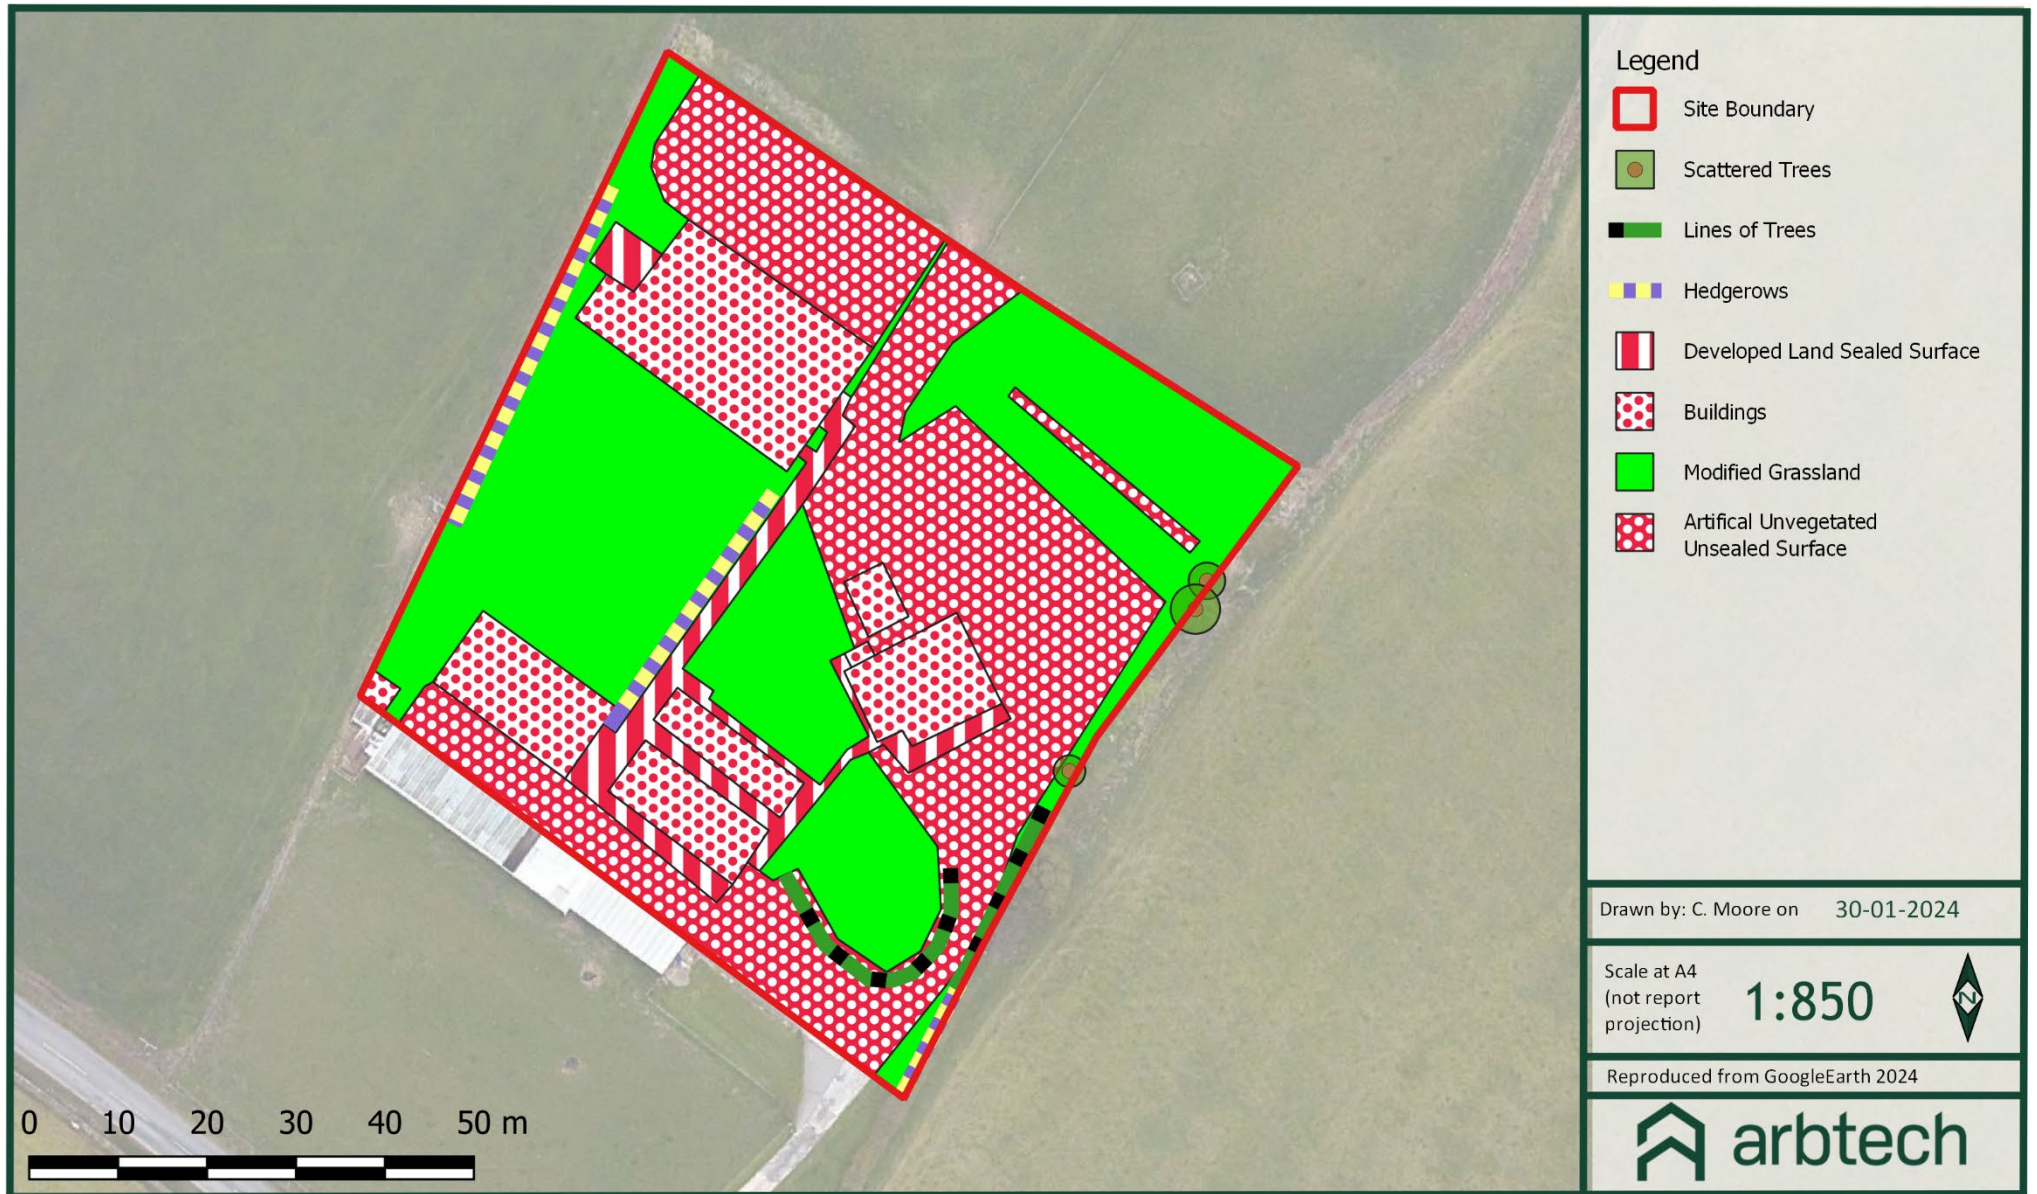 Legend
Site Boundary
Scattered Trees
Lines of Trees
Hedgerows
Developed Land Sealed Surface
Buildings
Modified Grassland
Artifical Unvegetated
Unsealed Surface
Drawn by: C. Moore on 30-01-2024
Scale at A4
(not report
projection)
1:850
N
Reproduced from GoogleEarth 2024
arbtech
0 10 20 30 40 50 m